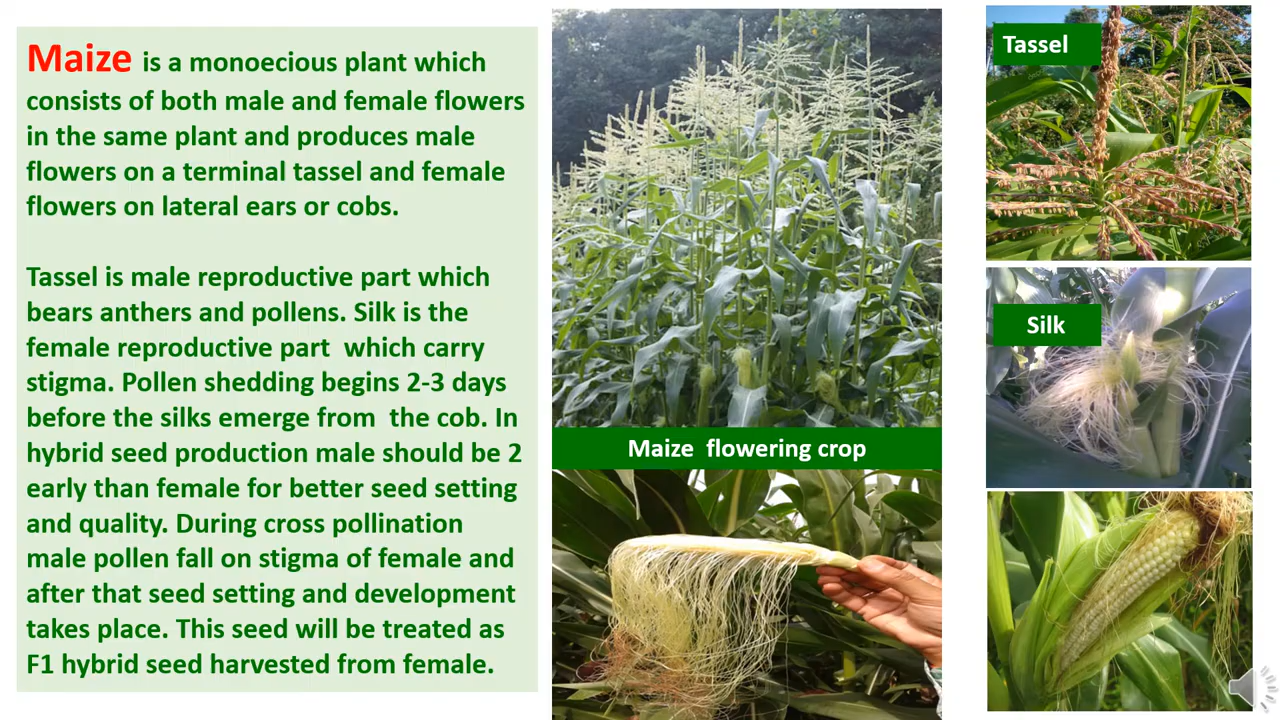 Maize is a monoecious plant which
consists of both male and female flowers
in the same plant and produces male
flowers on a terminal tassel and female
flowers on lateral ears or cobs.
Tassel is male reproductive part which
bears anthers and pollens. Silk is the
female reproductive part which carry
stigma. Pollen shedding begins 2-3 days
before the silks emerge from the cob. In
hybrid seed production male should be 2
early than female for better seed setting
and quality. During cross pollination
male pollen fall on stigma of female and
after that seed setting and development
takes place. This seed will be treated as
F1 hybrid seed harvested from female.
Maize flowering crop
Tassel
Silk